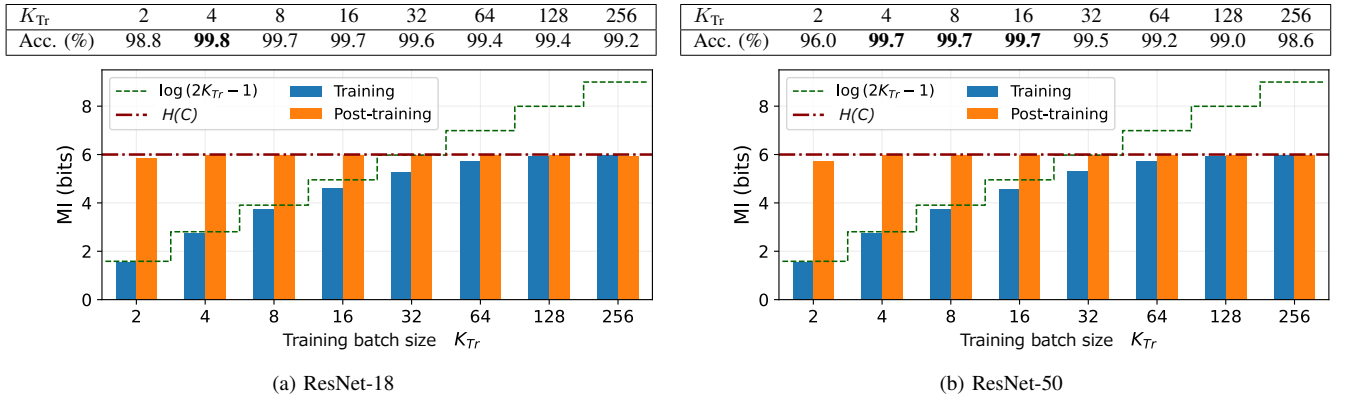 K_Tr 2 4 8 16 32 64 128 256
Acc. (%) 98.8 99.8 99.7 99.7 99.6 99.4 99.4 99.2
log (2K_Tr − 1)
H(C)
Training
Post-training
MI (bits)
8
6
4
2
0
2 4 8 16 32 64 128 256
Training batch size K_Tr
(a) ResNet-18
K_Tr 2 4 8 16 32 64 128 256
Acc. (%) 96.0 99.7 99.7 99.7 99.5 99.2 99.0 98.6
log (2K_Tr − 1)
H(C)
Training
Post-training
MI (bits)
8
6
4
2
0
2 4 8 16 32 64 128 256
Training batch size K_Tr
(b) ResNet-50